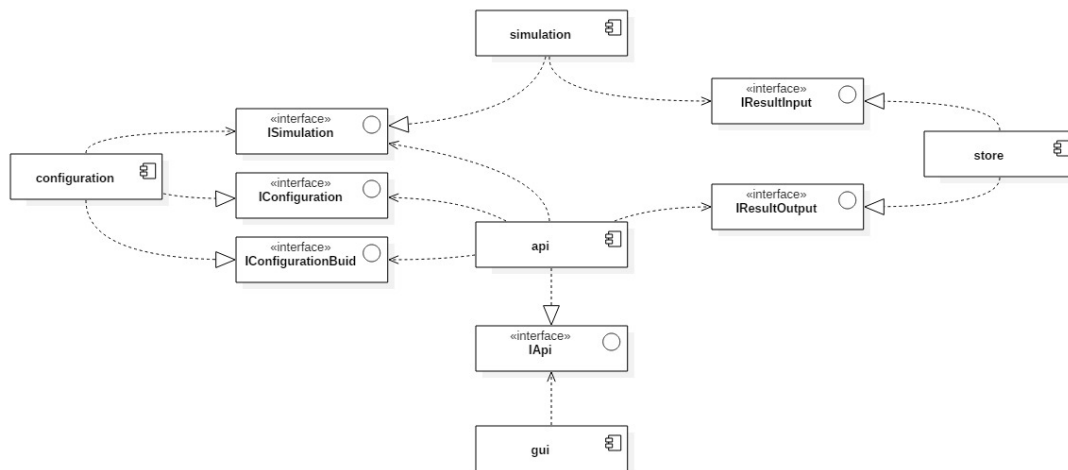 simulation
«interface»
IResultInput
«interface»
ISimulation
store
configuration
«interface»
IConfiguration
«interface»
IResultOutput
api
«interface»
IConfigurationBuid
«interface»
IApi
gui